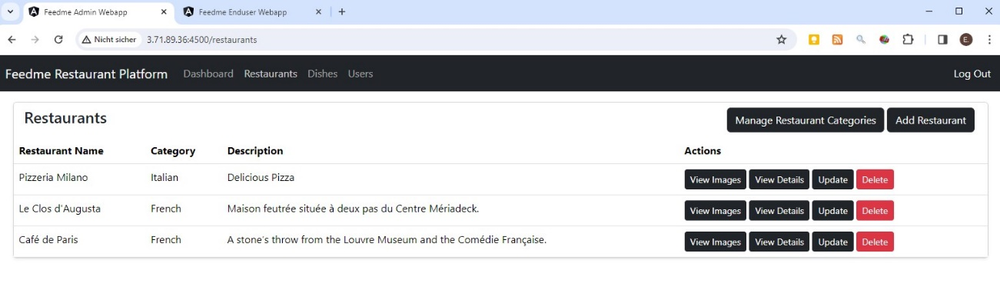 Feedme Admin Webapp Feedme Enduser Webapp
Nicht sicher 3.71.89.36:4500/restaurants E.
Feedme Restaurant Platform Dashboard Restaurants Dishes Users Log Out
Restaurants Manage Restaurant Categories Add Restaurant
Restaurant Name Category Description Actions
Pizzeria Milano Italian Delicious Pizza View Images View Details Update Delete
Le Clos d'Augusta French Maison feutrée située à deux pas du Centre Mériadeck. View Images View Details Update Delete
Café de Paris French A stone's throw from the Louvre Museum and the Comédie Française. View Images View Details Update Delete